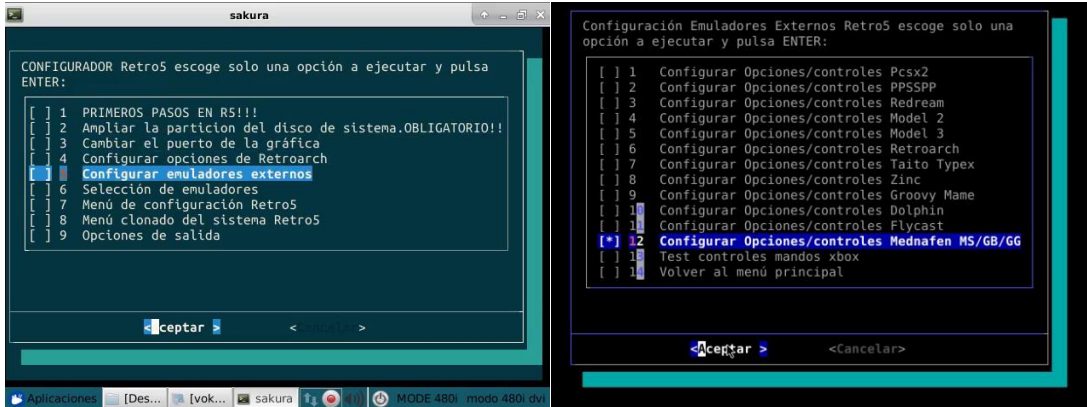 sakura
CONFIGURADOR Retro5 escoge solo una opción a ejecutar y pulsa
ENTER:
[ ] 1 PRIMEROS PASOS EN R5!!!
[ ] 2 Ampliar la particion del disco de sistema.OBLIGATORIO!!
[ ] 3 Cambiar el puerto de la gráfica
[ ] 4 Configurar opciones de Retroarch
[ ] 5 Configurar emuladores externos
[ ] 6 Selección de emuladores
[ ] 7 Menú de configuración Retro5
[ ] 8 Menú clonado del sistema Retro5
[ ] 9 Opciones de salida
< ceptar > <Cancelar>
Aplicaciones [Des... [vok... sakura MODE 480i modo 480i dvi
Configuración Emuladores Externos Retro5 escoge solo una
opción a ejecutar y pulsa ENTER:
[ ] 1 Configurar Opciones/controles Pcsx2
[ ] 2 Configurar Opciones/controles PPSSPP
[ ] 3 Configurar Opciones/controles Redream
[ ] 4 Configurar Opciones/controles Model 2
[ ] 5 Configurar Opciones/controles Model 3
[ ] 6 Configurar Opciones/controles Retroarch
[ ] 7 Configurar Opciones/controles Taito Typex
[ ] 8 Configurar Opciones/controles Zinc
[ ] 9 Configurar Opciones/controles Groovy Mame
[ ] 10 Configurar Opciones/controles Dolphin
[ ] 11 Configurar Opciones/controles Flycast
[*] 12 Configurar Opciones/controles Mednafen MS/GB/GG
[ ] 13 Test controles mandos xbox
[ ] 14 Volver al menú principal
<Aceptar > <Cancelar>